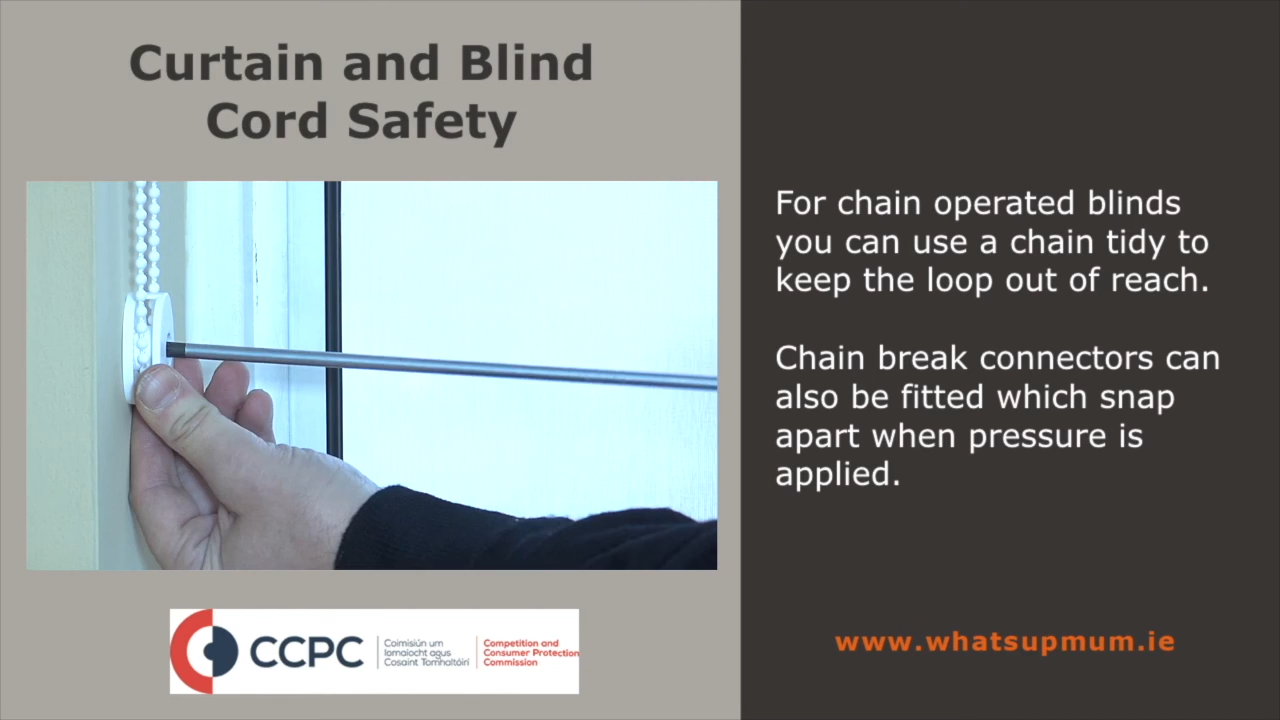 Curtain and Blind
Cord Safety
For chain operated blinds
you can use a chain tidy to
keep the loop out of reach.
Chain break connectors can
also be fitted which snap
apart when pressure is
applied.
CCPC
Coimisiún um
Iomaíocht agus
Cosaint Tomhaltóirí
Competition and
Consumer Protection
Commission
www.whatsupmum.ie